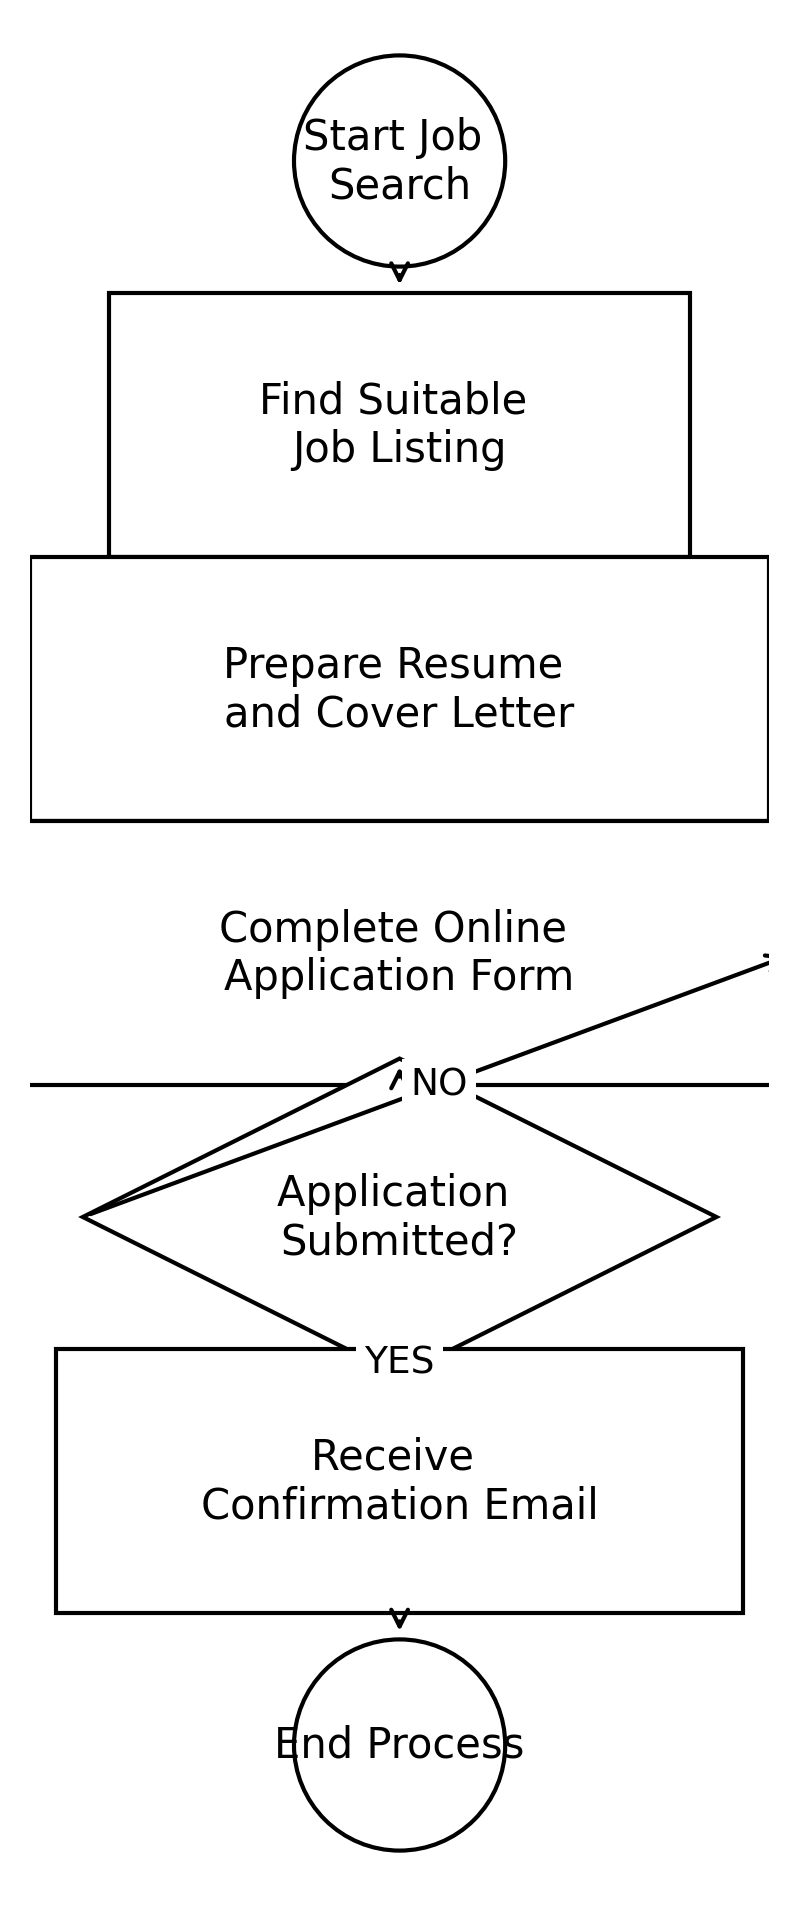 Start Job
Search
Find Suitable
Job Listing
Prepare Resume
and Cover Letter
Complete Online
Application Form
NO
Application
Submitted?
YES
Receive
Confirmation Email
End Process